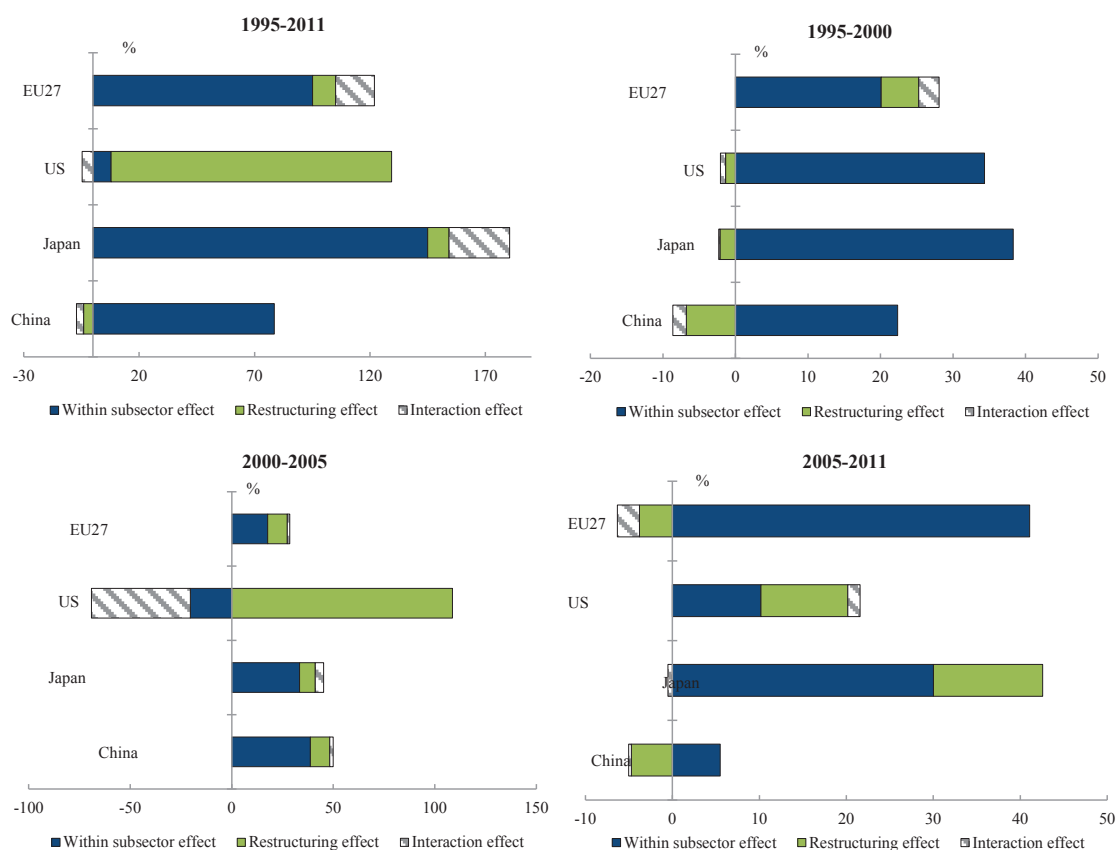 1995-2011
%
EU27
US
Japan
China
-30 20 70 120 170
Within subsector effect Restructuring effect Interaction effect
1995-2000
%
EU27
US
Japan
China
-20 -10 0 10 20 30 40 50
Within subsector effect Restructuring effect Interaction effect
2000-2005
%
EU27
US
Japan
China
-100 -50 0 50 100 150
Within subsector effect Restructuring effect Interaction effect
2005-2011
%
EU27
US
Japan
China
-10 0 10 20 30 40 50
Within subsector effect Restructuring effect Interaction effect